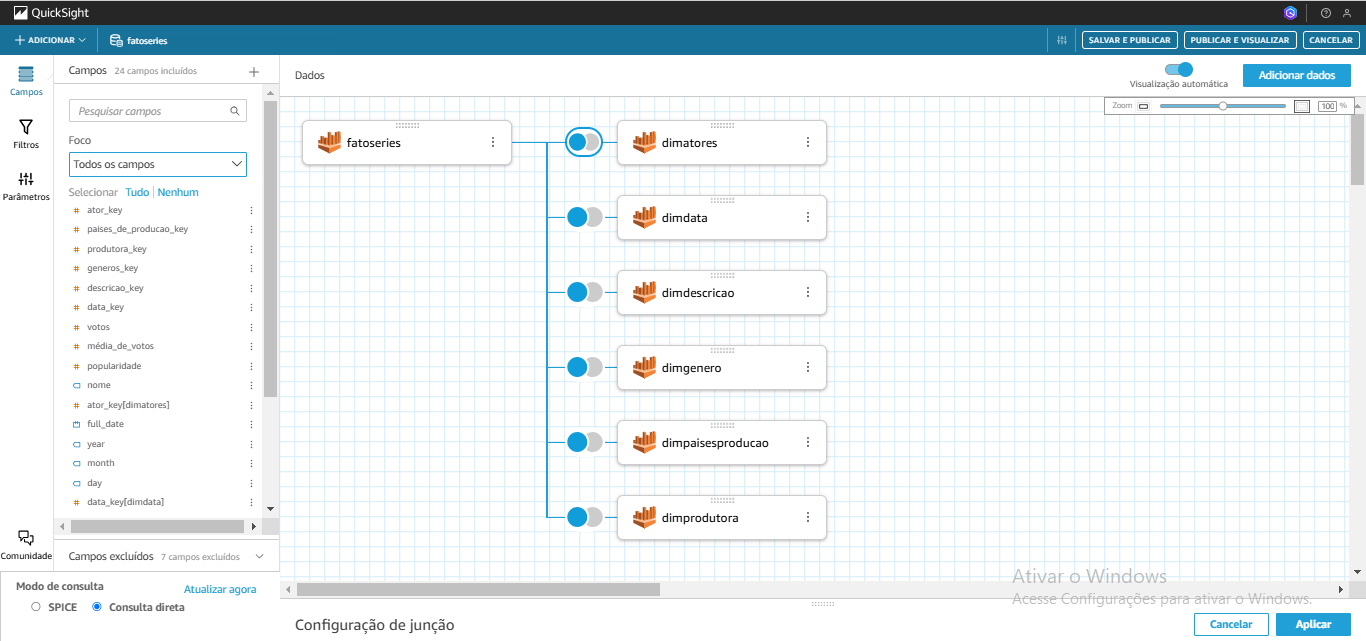 QuickSight
ADICIONAR
fatoseries
SALVAR E PUBLICAR
PUBLICAR E VISUALIZAR
CANCELAR
Campos
Filtros
Parâmetros
Comunidade
Campos 24 campos incluídos
Pesquisar campos
Foco
Todos os campos
Selecionar Tudo Nenhum
ator_key
paises_de_producao_key
produtora_key
generos_key
descricao_key
data_key
votos
média_de_votos
popularidade
nome
ator_key[dimatores]
full_date
year
month
day
data_key[dimdata]
Campos excluídos 7 campos excluídos
Modo de consulta Atualizar agora
SPICE Consulta direta
Dados
Visualização automática
Adicionar dados
Zoom 100 %
fatoseries
dimatores
dimdata
dimdescricao
dimgenero
dimpaisesproducao
dimprodutora
Ativar o Windows
Acesse Configurações para ativar o Windows.
Configuração de junção
Cancelar
Aplicar